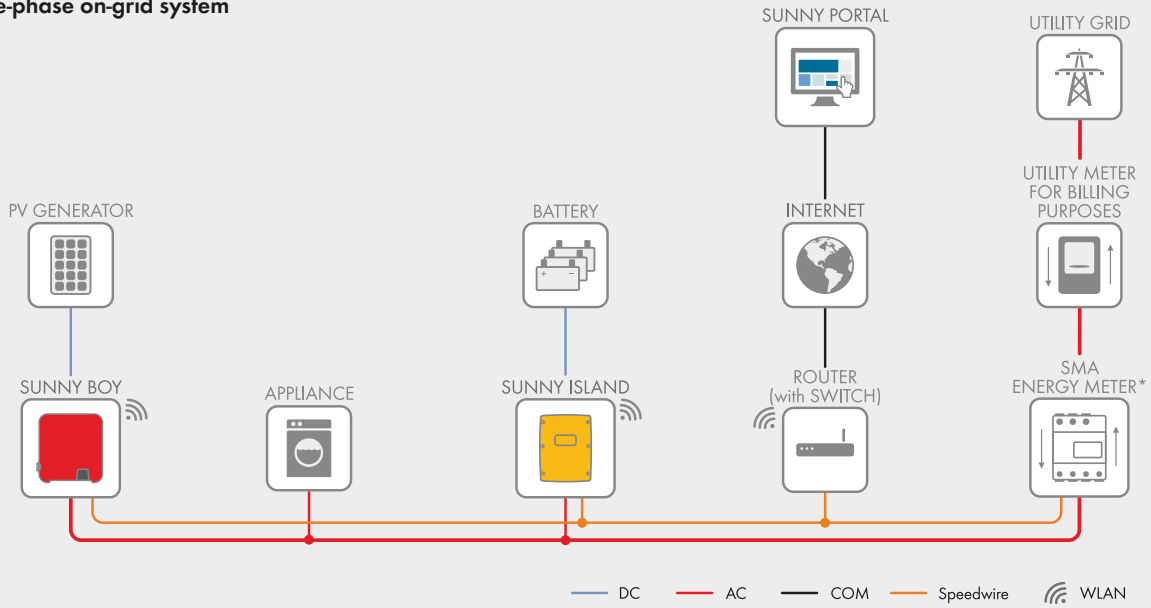 e-phase on-grid system
SUNNY PORTAL
UTILITY GRID
UTILITY METER
FOR BILLING
PURPOSES
PV GENERATOR
BATTERY
INTERNET
SUNNY BOY
APPLIANCE
SUNNY ISLAND
ROUTER
(with SWITCH)
SMA
ENERGY METER*
DC
AC
COM
Speedwire
WLAN